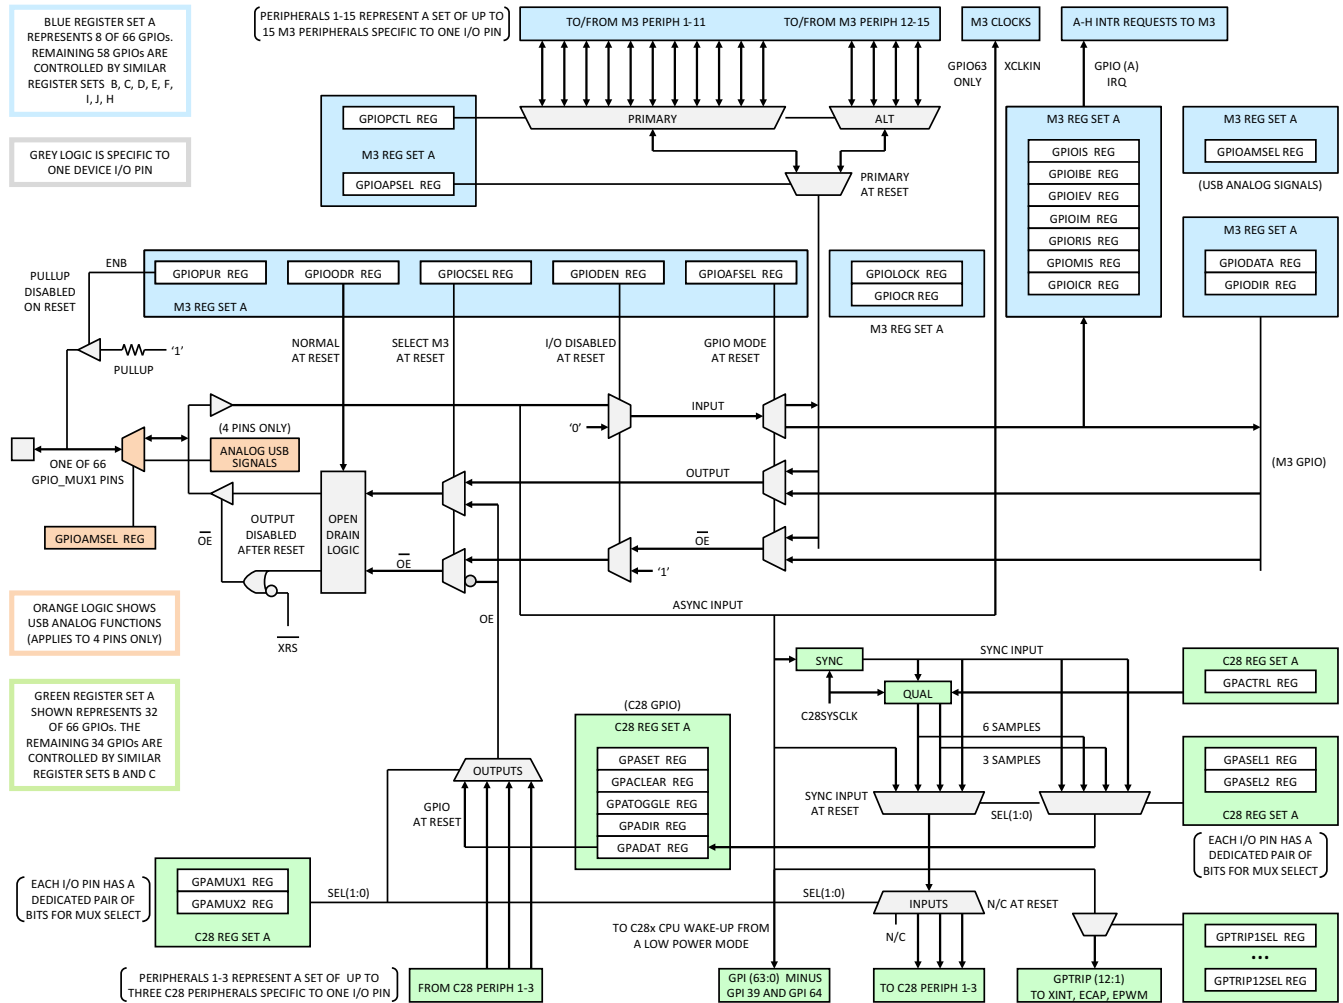 BLUE REGISTER SET A
REPRESENTS 8 OF 66 GPIOs.
REMAINING 58 GPIOs ARE
CONTROLLED BY SIMILAR
REGISTER SETS B, C, D, E, F,
I, J, H
GREY LOGIC IS SPECIFIC TO
ONE DEVICE I/O PIN
PERIPHERALS 1-15 REPRESENT A SET OF UP TO
15 M3 PERIPHERALS SPECIFIC TO ONE I/O PIN
TO/FROM M3 PERIPH 1-11
TO/FROM M3 PERIPH 12-15
M3 CLOCKS
A-H INTR REQUESTS TO M3
GPIO63
ONLY
XCLKIN
GPIO (A)
IRQ
GPIOPCTL REG
M3 REG SET A
GPIOAPSEL REG
PRIMARY
ALT
PRIMARY
AT RESET
M3 REG SET A
GPIOIS REG
GPIOIBE REG
GPIOIEV REG
GPIOIM REG
GPIORIS REG
GPIOMIS REG
GPIOICR REG
M3 REG SET A
GPIOAMSEL REG
(USB ANALOG SIGNALS)
M3 REG SET A
GPIODATA REG
GPIODIR REG
PULLUP
DISABLED
ON RESET
ENB
GPIOPUR REG
GPIOODR REG
GPIOCSEL REG
GPIODEN REG
GPIOAFSEL REG
M3 REG SET A
GPIOLOCK REG
GPIOCR REG
M3 REG SET A
NORMAL
AT RESET
SELECT M3
AT RESET
I/O DISABLED
AT RESET
GPIO MODE
AT RESET
'1'
PULLUP
INPUT
'0'
(4 PINS ONLY)
ANALOG USB
SIGNALS
ONE OF 66
GPIO_MUX1 PINS
(M3 GPIO)
OUTPUT
GPIOAMSEL REG
OE
OUTPUT
DISABLED
AFTER RESET
OPEN
DRAIN
LOGIC
OE
OE
'1'
XRS
OE
ASYNC INPUT
ORANGE LOGIC SHOWS
USB ANALOG FUNCTIONS
(APPLIES TO 4 PINS ONLY)
GREEN REGISTER SET A
SHOWN REPRESENTS 32
OF 66 GPIOs. THE
REMAINING 34 GPIOs ARE
CONTROLLED BY SIMILAR
REGISTER SETS B AND C
SYNC
SYNC INPUT
QUAL
C28SYSCLK
C28 REG SET A
GPACTRL REG
6 SAMPLES
3 SAMPLES
(C28 GPIO)
C28 REG SET A
GPASET REG
GPACLEAR REG
GPATOGGLE REG
GPADIR REG
GPADAT REG
OUTPUTS
GPIO
AT RESET
SYNC INPUT
AT RESET
SEL(1:0)
GPASEL1 REG
GPASEL2 REG
C28 REG SET A
EACH I/O PIN HAS A
DEDICATED PAIR OF
BITS FOR MUX SELECT
EACH I/O PIN HAS A
DEDICATED PAIR OF
BITS FOR MUX SELECT
GPAMUX1 REG
GPAMUX2 REG
C28 REG SET A
SEL(1:0)
SEL(1:0)
INPUTS
N/C AT RESET
N/C
TO C28x CPU WAKE-UP FROM
A LOW POWER MODE
GPTRIP1SEL REG
...
GPTRIP12SEL REG
PERIPHERALS 1-3 REPRESENT A SET OF UP TO
THREE C28 PERIPHERALS SPECIFIC TO ONE I/O PIN
FROM C28 PERIPH 1-3
GPI (63:0) MINUS
GPI 39 AND GPI 64
TO C28 PERIPH 1-3
GPTRIP (12:1)
TO XINT, ECAP, EPWM